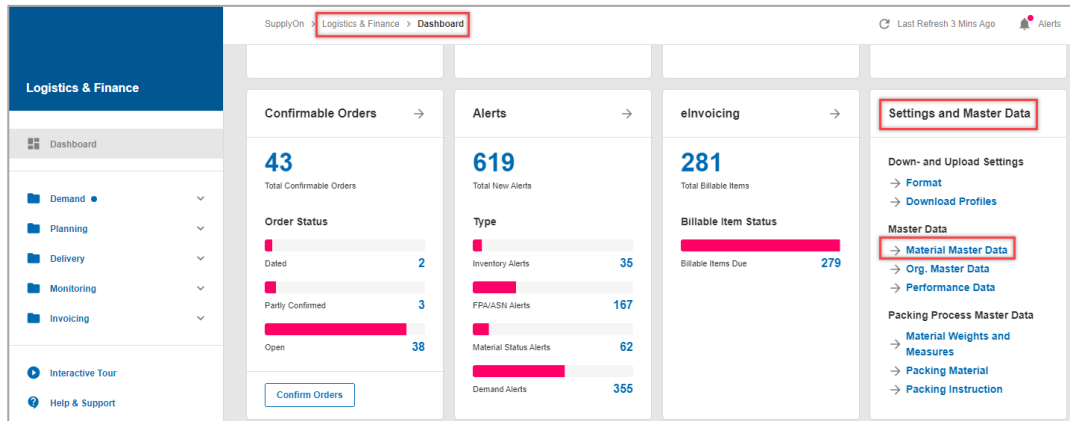 SupplyOn > Logistics & Finance > Dashboard
Last Refresh 3 Mins Ago
Alerts
Logistics & Finance
Dashboard
Demand
Planning
Delivery
Monitoring
Invoicing
Interactive Tour
Help & Support
Confirmable Orders
43
Total Confirmable Orders
Order Status
Dated 2
Partly Confirmed 3
Open 38
Confirm Orders
Alerts
619
Total New Alerts
Type
Inventory Alerts 35
FPA/ASN Alerts 167
Material Status Alerts 62
Demand Alerts 355
eInvoicing
281
Total Billable Items
Billable Item Status
Billable Items Due 279
Settings and Master Data
Down- and Upload Settings
Format
Download Profiles
Master Data
Material Master Data
Org. Master Data
Performance Data
Packing Process Master Data
Material Weights and
Measures
Packing Material
Packing Instruction